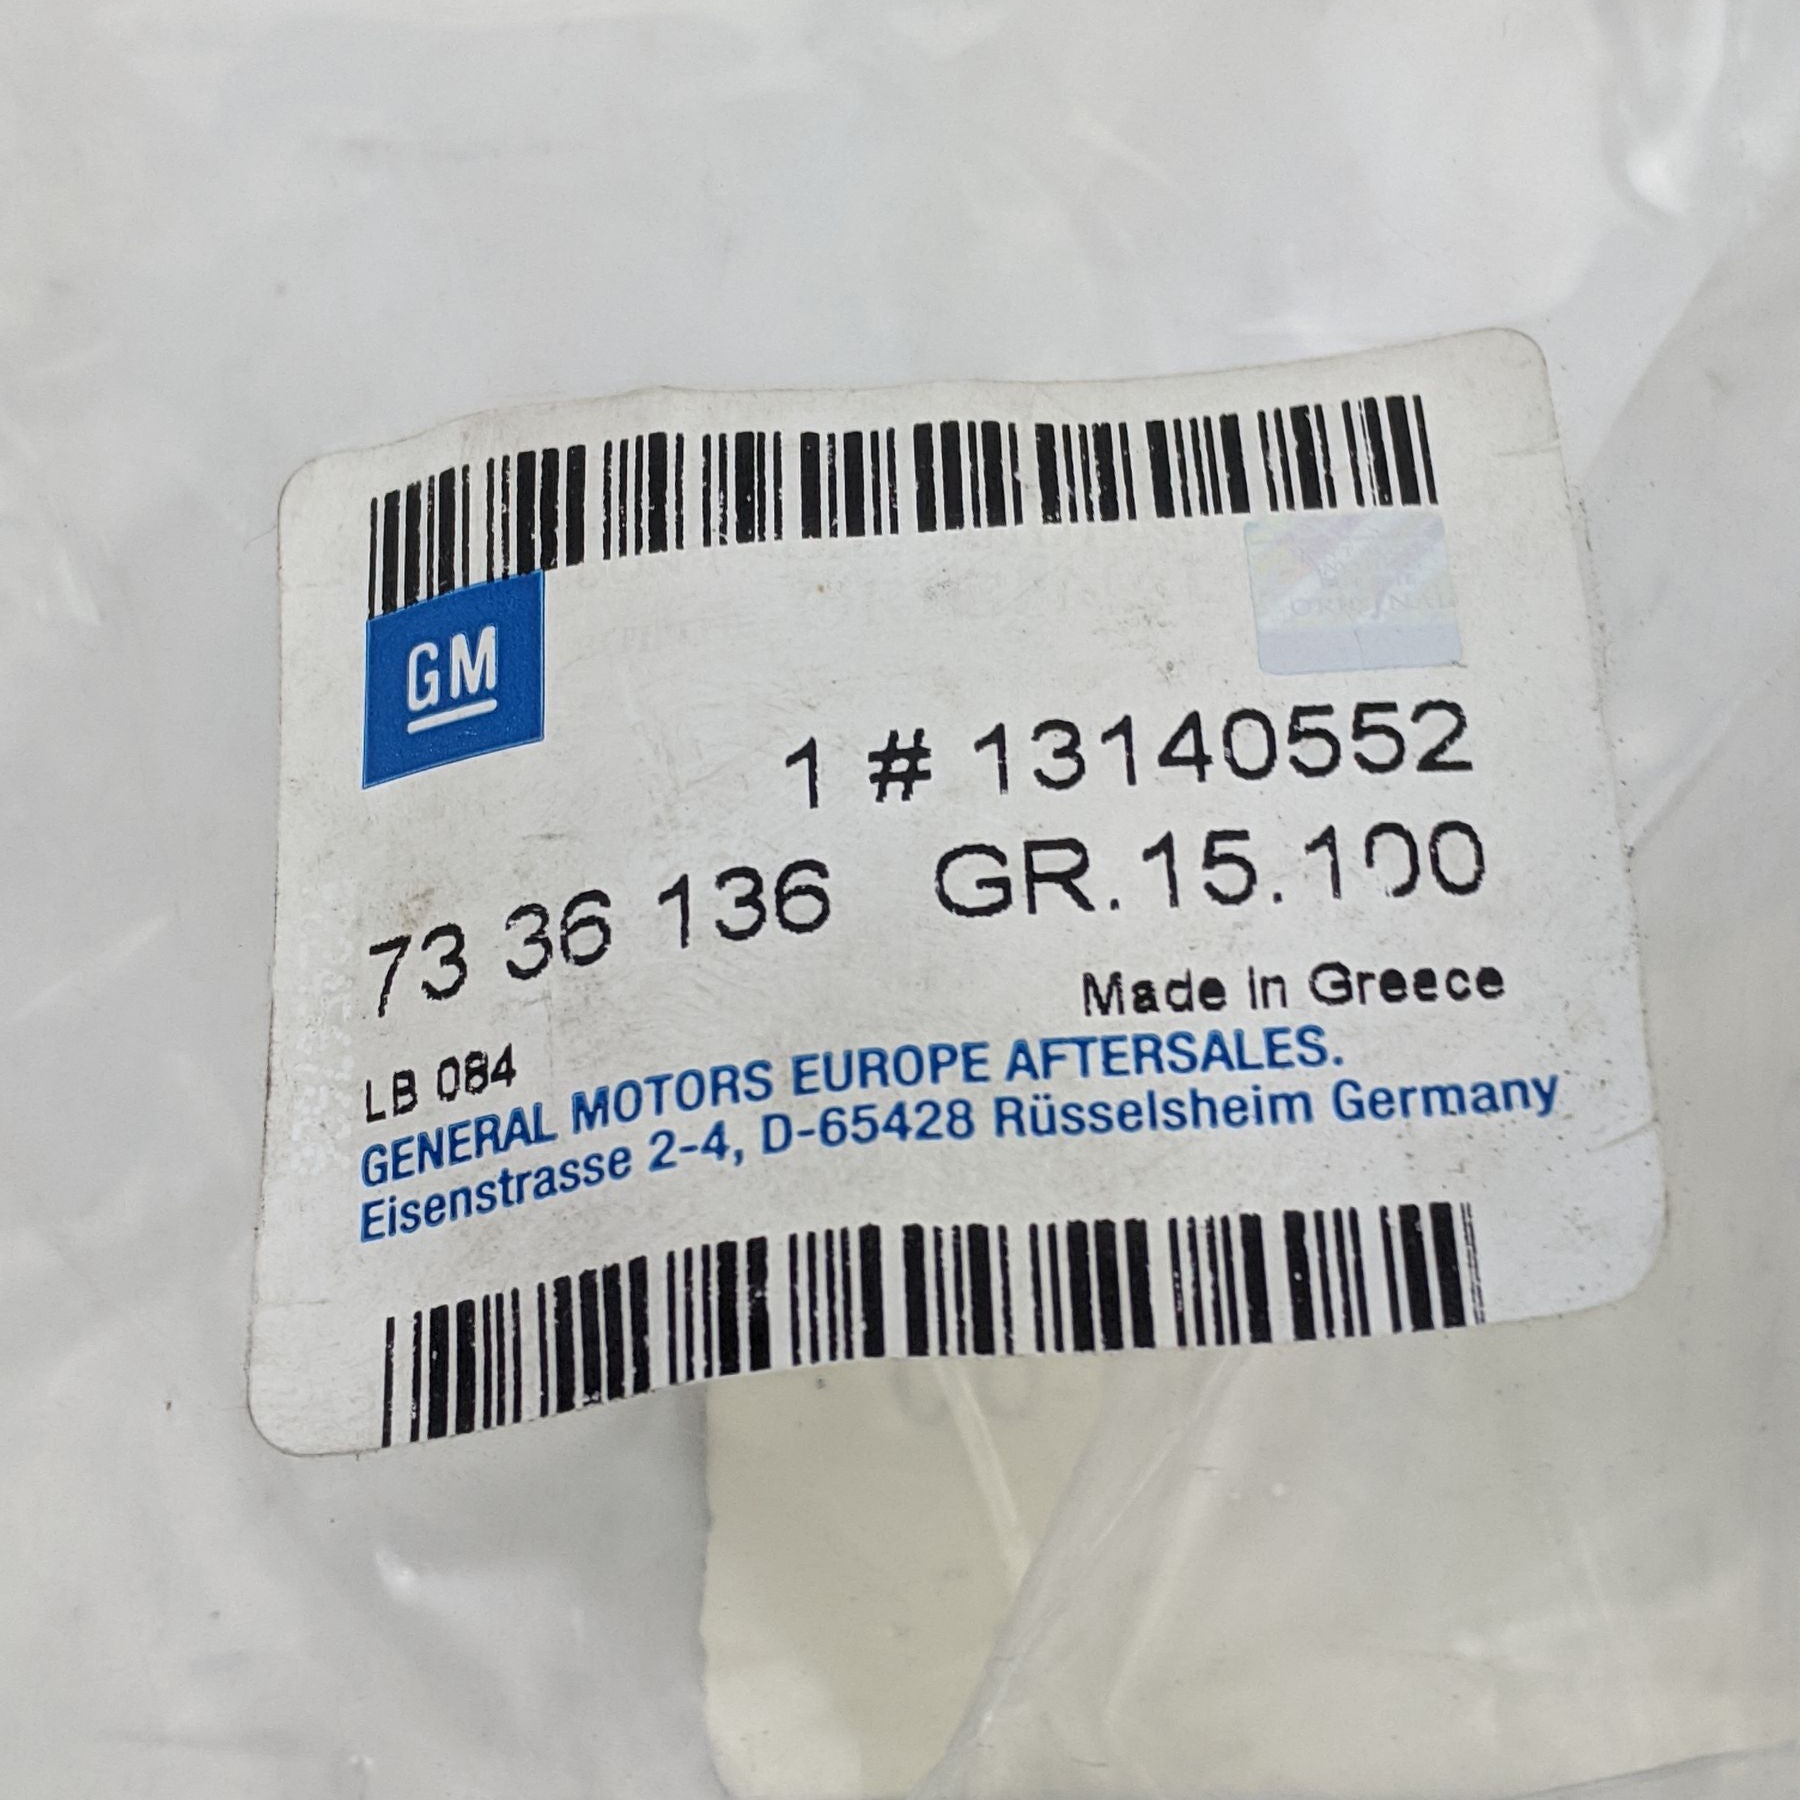 GM
ORIGINAL
1 # 13140552
73 36 136 GR.15.100
Made in Greece
LB 084
GENERAL MOTORS EUROPE AFTERSALES.
Eisenstrasse 2-4, D-65428 Rüsselsheim Germany